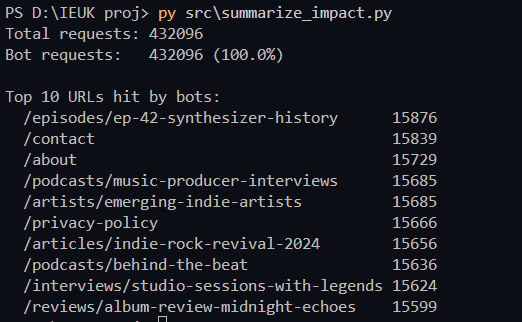 PS D:\IEUK proj> py src\summarize_impact.py
Total requests: 432096
Bot requests:   432096 (100.0%)

Top 10 URLs hit by bots:
  /episodes/ep-42-synthesizer-history      15876
  /contact                                 15839
  /about                                   15729
  /podcasts/music-producer-interviews      15685
  /artists/emerging-indie-artists          15685
  /privacy-policy                          15666
  /articles/indie-rock-revival-2024        15656
  /podcasts/behind-the-beat                15636
  /interviews/studio-sessions-with-legends 15624
  /reviews/album-review-midnight-echoes    15599